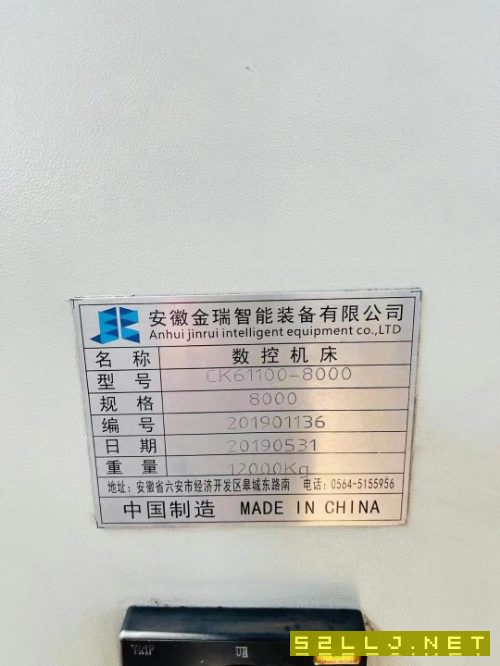 安徽金瑞智能装备有限公司
Anhui jinrui intelligent equipment co.,LTD
名 称 数控机床
型 号 CK61100-8000
规 格 8000
编 号 201901136
日 期 20190531
重 量 12000Kg
地址：安徽省六安市经济开发区皋城东路南 电话：0564-5155956
中国制造 MADE IN CHINA
52LLJ.NET